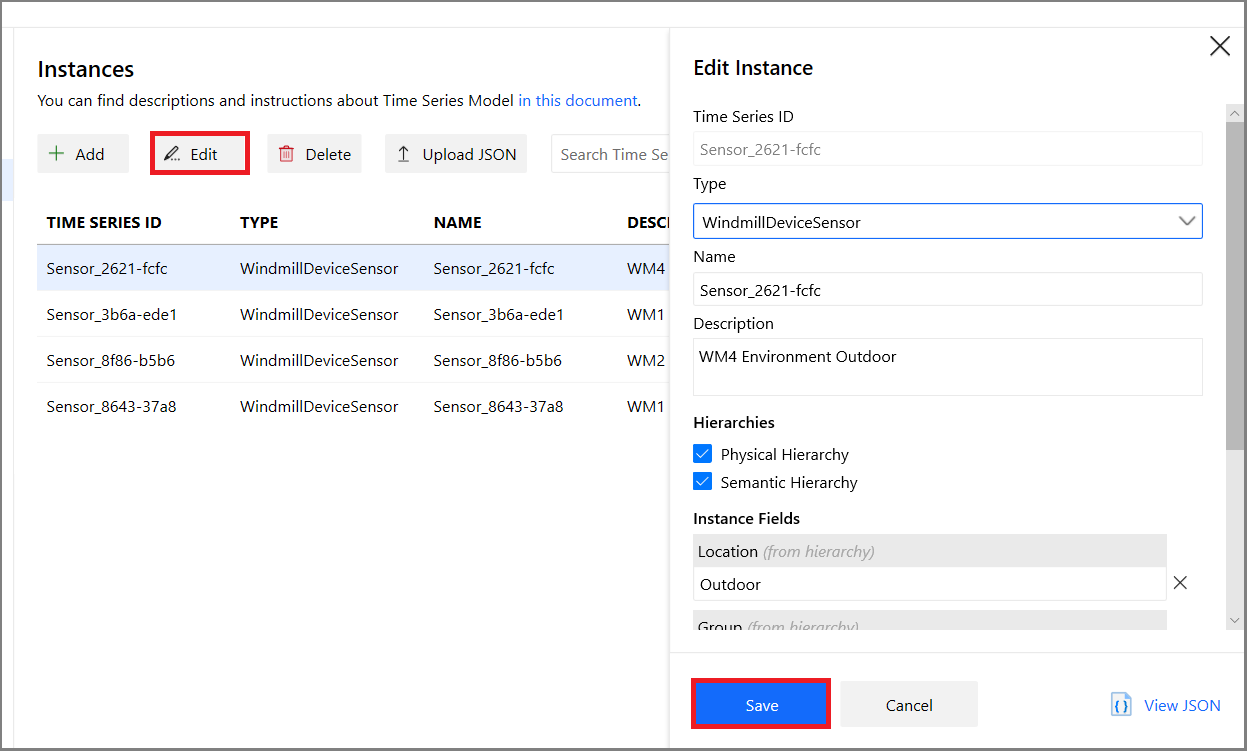 Instances
You can find descriptions and instructions about Time Series Model in this document.
Add
Edit
Delete
Upload JSON
Search Time Se
TIME SERIES ID TYPE NAME DESC
Sensor_2621-fcfc WindmillDeviceSensor Sensor_2621-fcfc WM4
Sensor_3b6a-ede1 WindmillDeviceSensor Sensor_3b6a-ede1 WM1
Sensor_8f86-b5b6 WindmillDeviceSensor Sensor_8f86-b5b6 WM2
Sensor_8643-37a8 WindmillDeviceSensor Sensor_8643-37a8 WM1
Edit Instance
Time Series ID
Sensor_2621-fcfc
Type
WindmillDeviceSensor
Name
Sensor_2621-fcfc
Description
WM4 Environment Outdoor
Hierarchies
Physical Hierarchy
Semantic Hierarchy
Instance Fields
Location (from hierarchy)
Outdoor
Group (from hierarchy)
Save
Cancel
{} View JSON